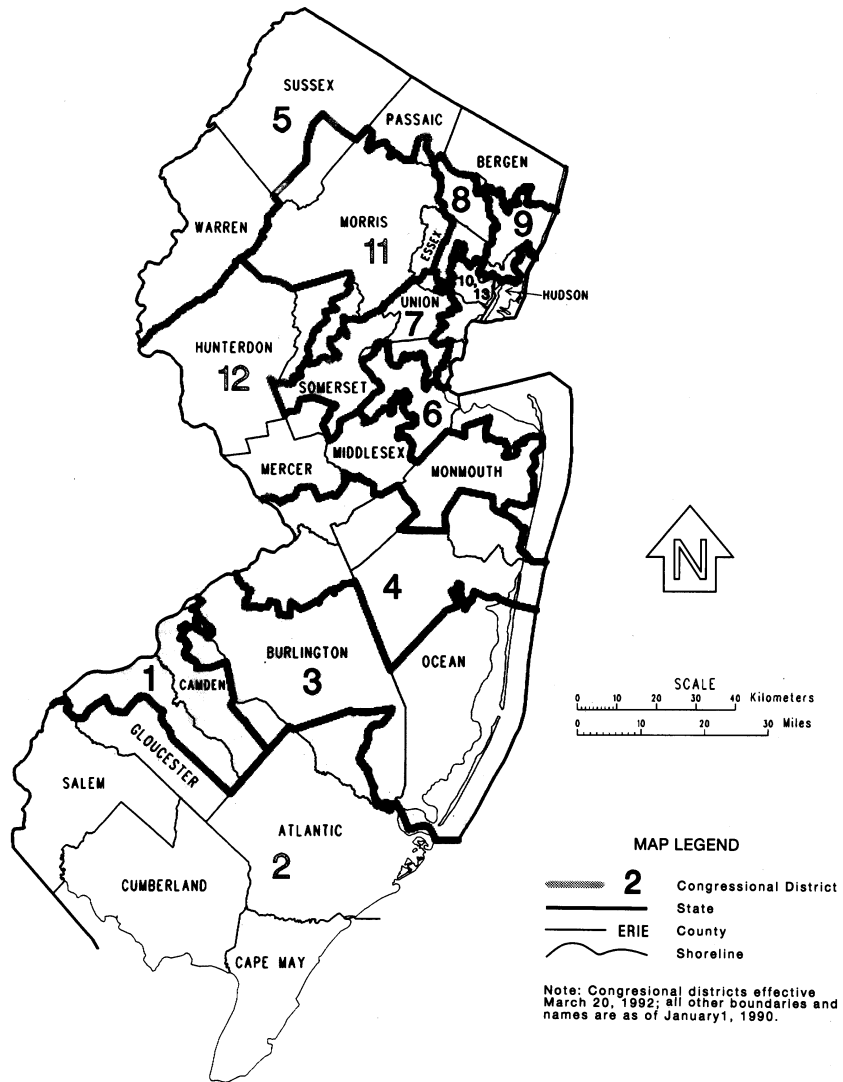 SUSSEX
5
PASSAIC
BERGEN
8
9
WARREN
MORRIS
11
ESSEX
10,
13
HUDSON
UNION
7
HUNTERDON
12
SOMERSET
6
MIDDLESEX
MERCER
MONMOUTH
N
4
BURLINGTON
3
OCEAN
1
CAMDEN
SCALE
0 10 20 30 40 Kilometers
0 10 20 30 Miles
GLOUCESTER
SALEM
ATLANTIC
2
CUMBERLAND
CAPE MAY
MAP LEGEND
2 Congressional District
State
ERIE County
Shoreline
Note: Congresional districts effective
March 20, 1992; all other boundaries and
names are as of January1, 1990.